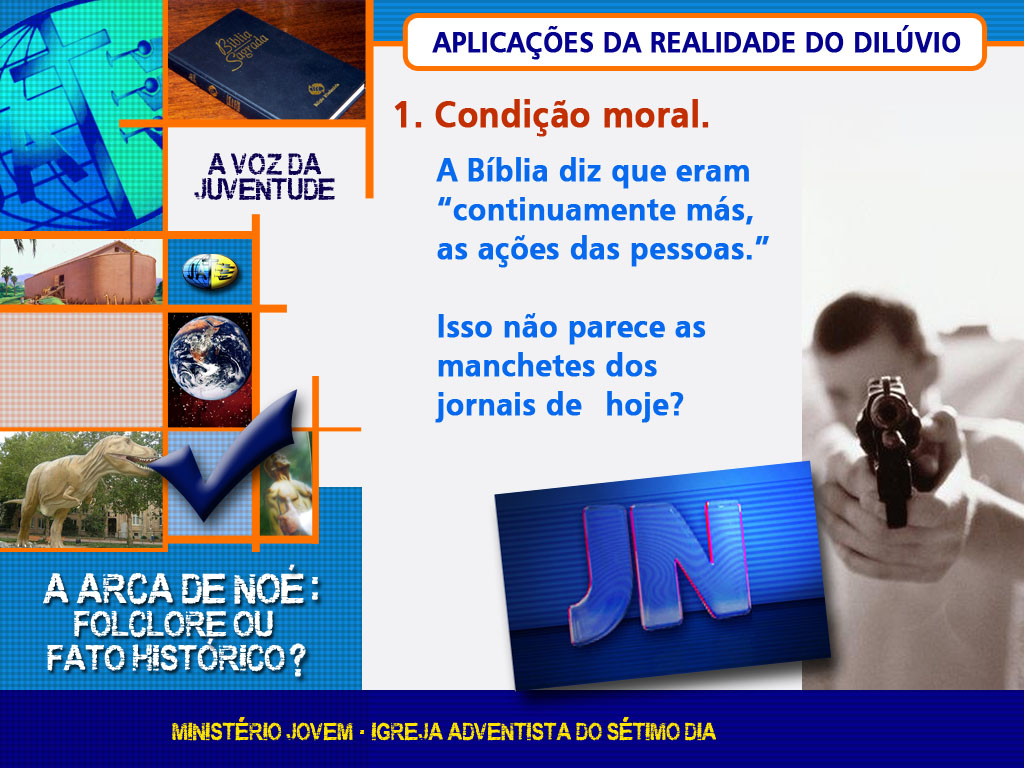 APLICAÇÕES DA REALIDADE DO DILÚVIO
Bíblia
Sagrada
A VOZ DA
JUVENTUDE
1. Condição moral.
A Bíblia diz que eram
“continuamente más,
as ações das pessoas.”
Isso não parece as
manchetes dos
jornais de hoje?
JN
A ARCA DE NOÉ:
FOLCLORE OU
FATO HISTÓRICO?
MINISTÉRIO JOVEM - IGREJA ADVENTISTA DO SÉTIMO DIA